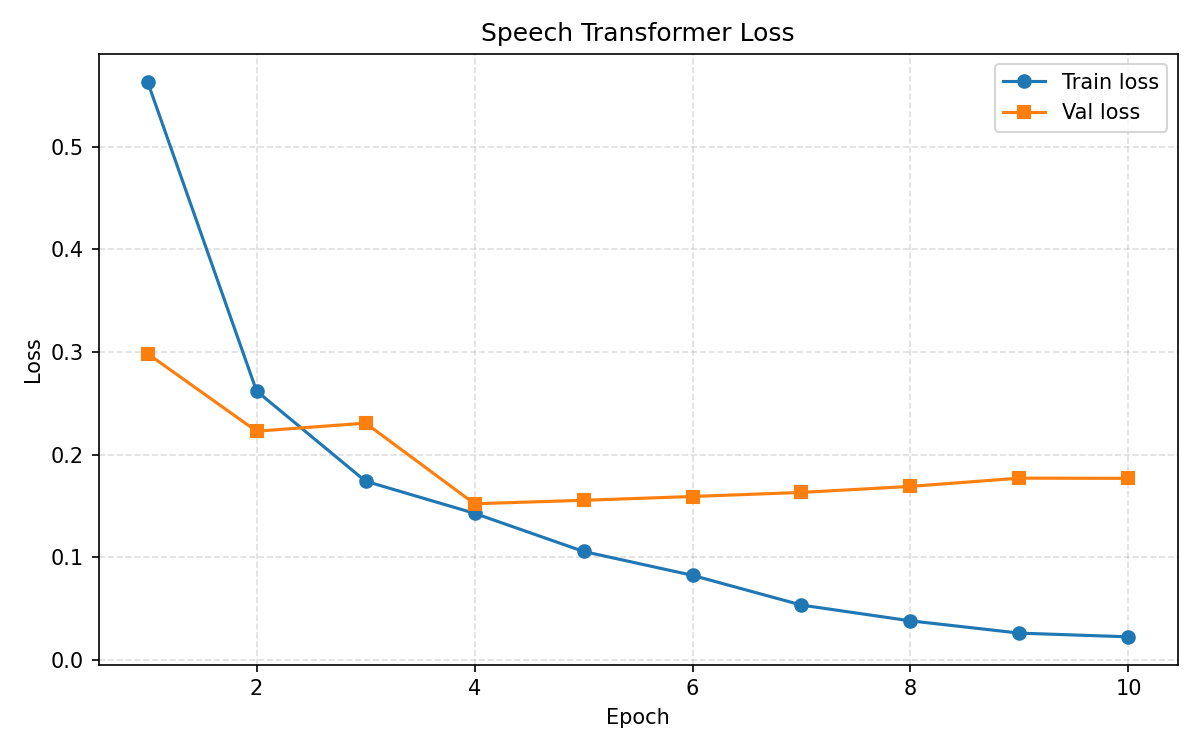 Speech Transformer Loss
Train loss
Val loss
0.5
0.4
0.3
0.2
0.1
0.0
Loss
2 4 6 8 10
Epoch